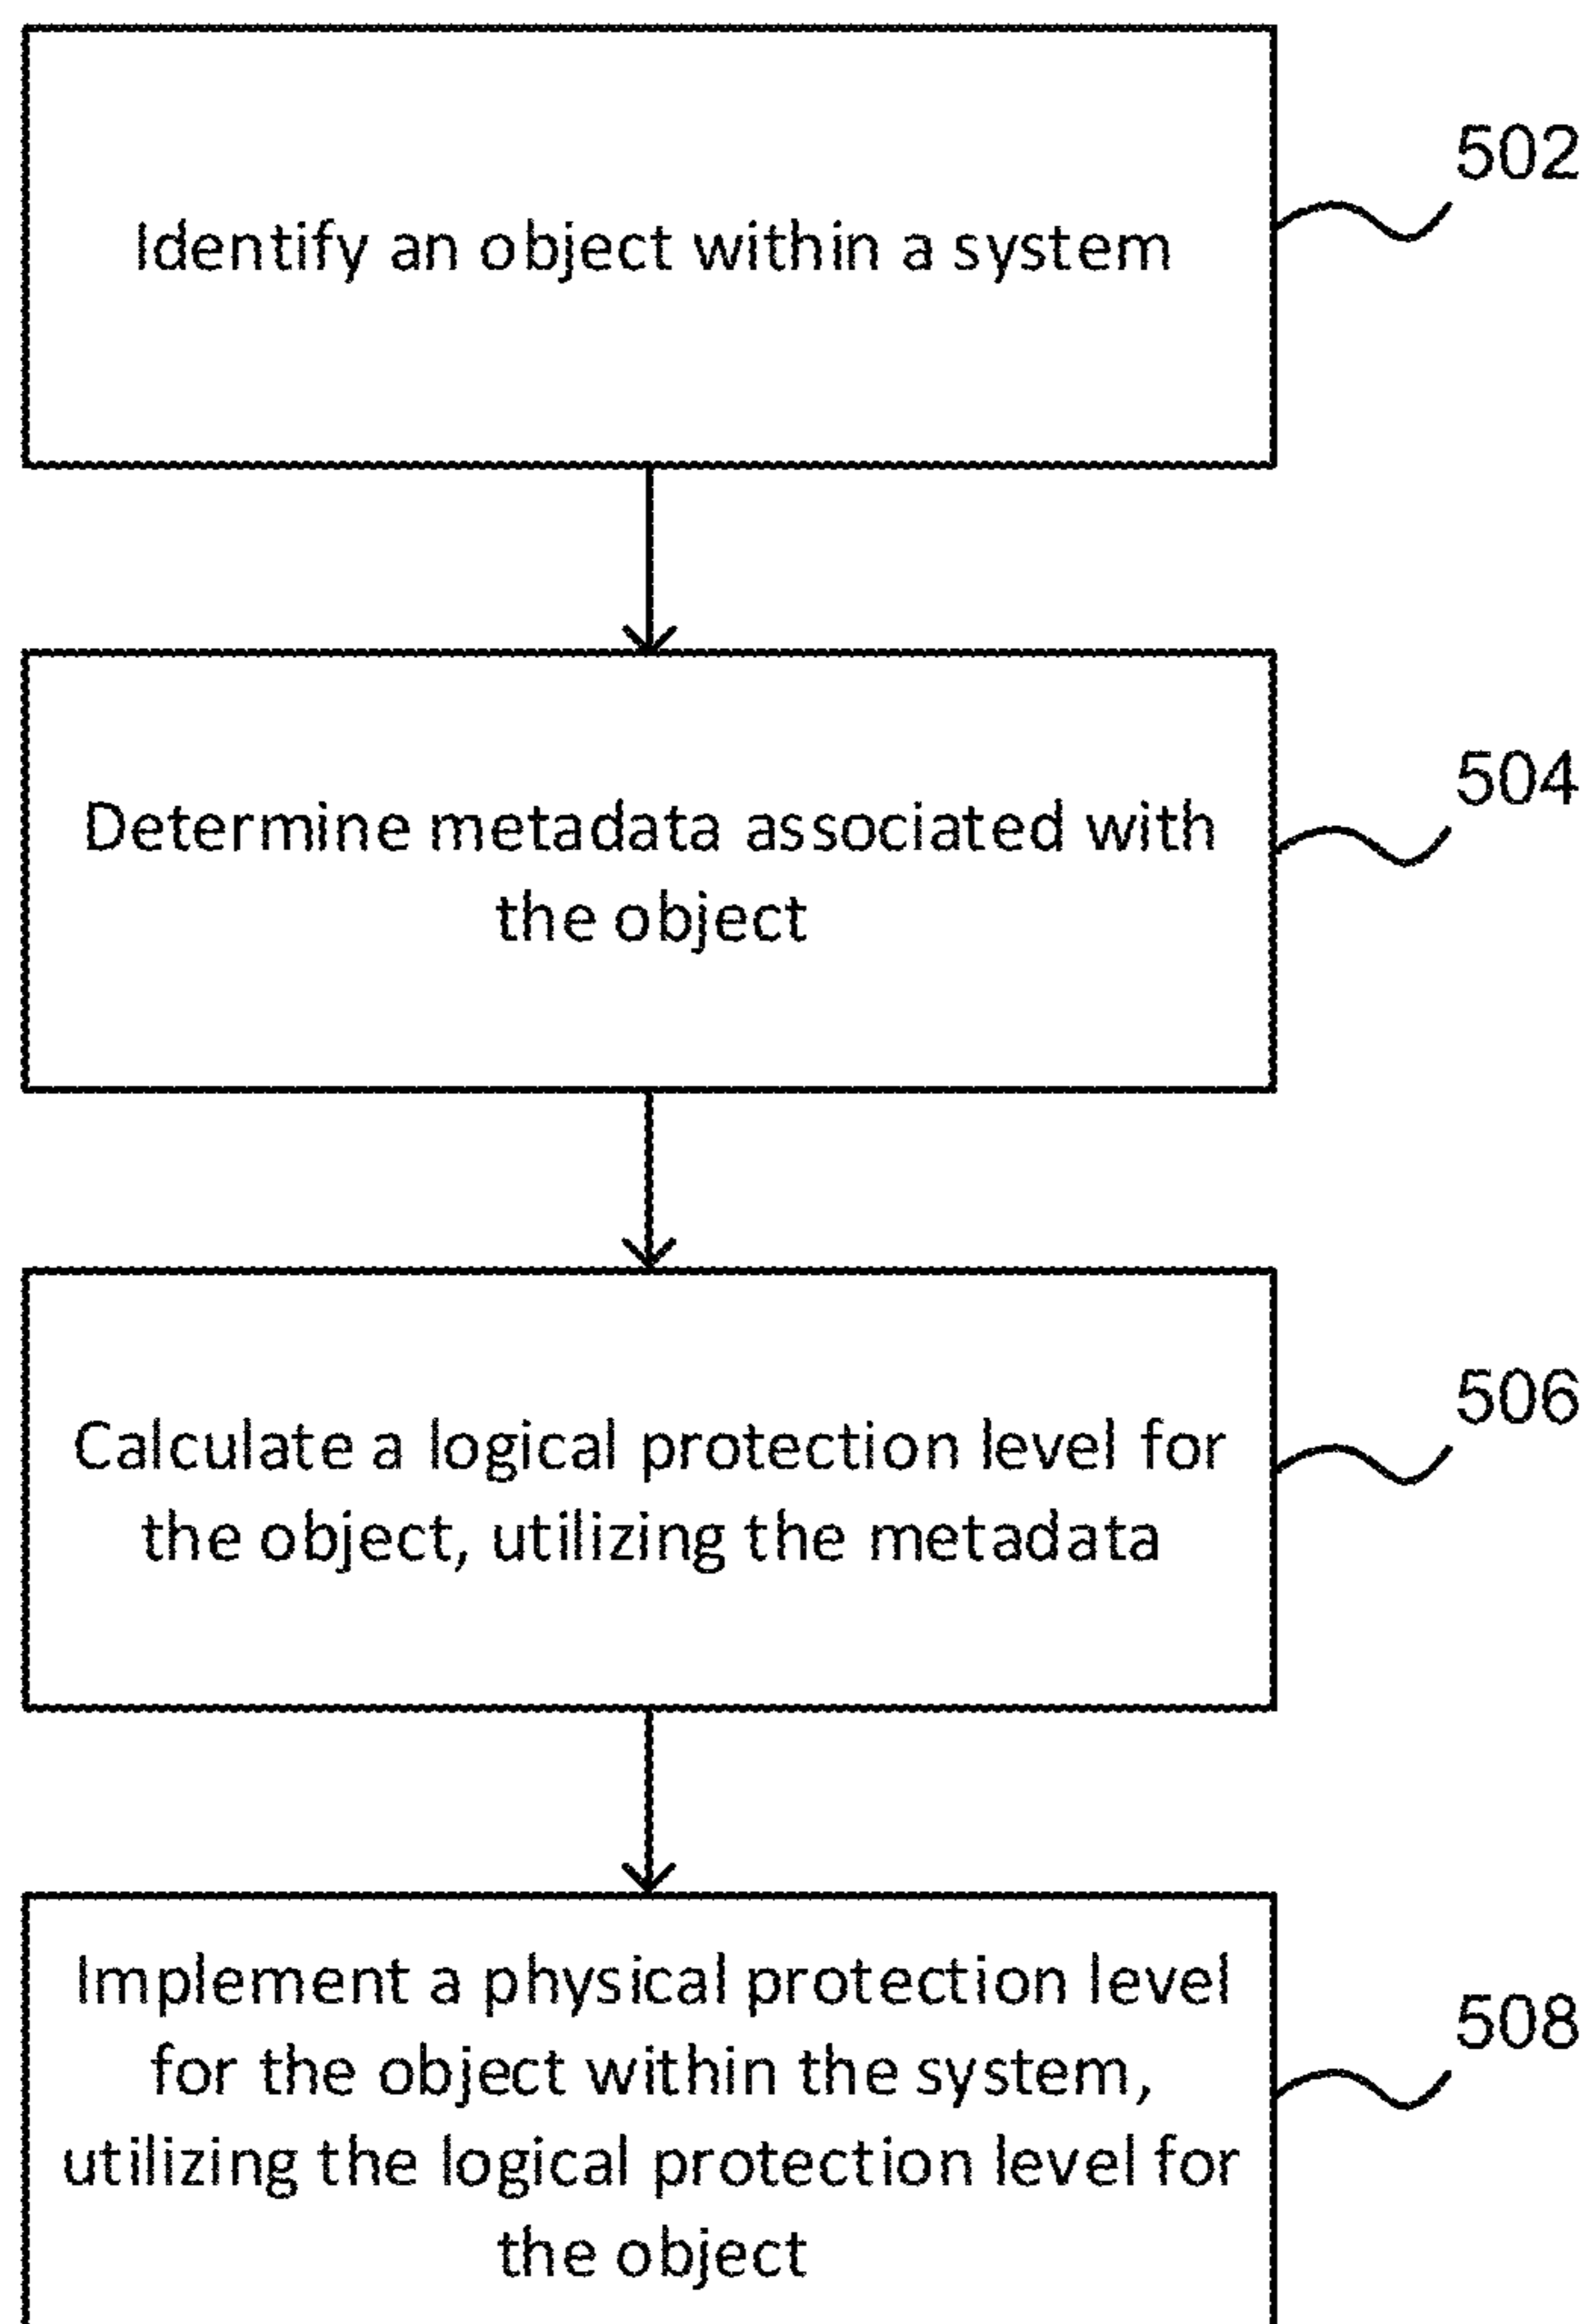 502
Identify an object within a system
504
Determine metadata associated with
the object
506
Calculate a logical protection level for
the object, utilizing the metadata
508
Implement a physical protection level
for the object within the system,
utilizing the logical protection level for
the object